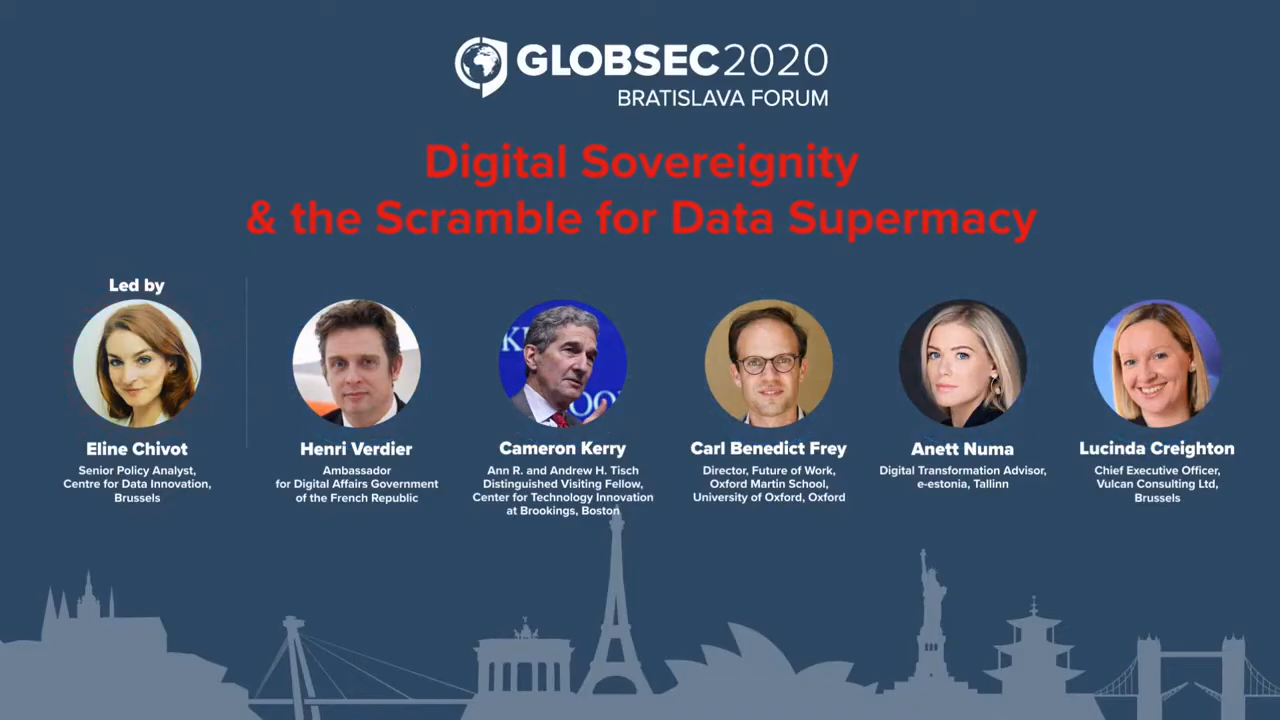 GLOBSEC2020
BRATISLAVA FORUM
Digital Sovereignity
& the Scramble for Data Supermacy
Led by
Eline Chivot
Senior Policy Analyst,
Centre for Data Innovation,
Brussels
Henri Verdier
Ambassador
for Digital Affairs Government
of the French Republic
Cameron Kerry
Ann R. and Andrew H. Tisch
Distinguished Visiting Fellow,
Center for Technology Innovation
at Brookings, Boston
Carl Benedict Frey
Director, Future of Work,
Oxford Martin School,
University of Oxford, Oxford
Anett Numa
Digital Transformation Advisor,
e-estonia, Tallinn
Lucinda Creighton
Chief Executive Officer,
Vulcan Consulting Ltd,
Brussels